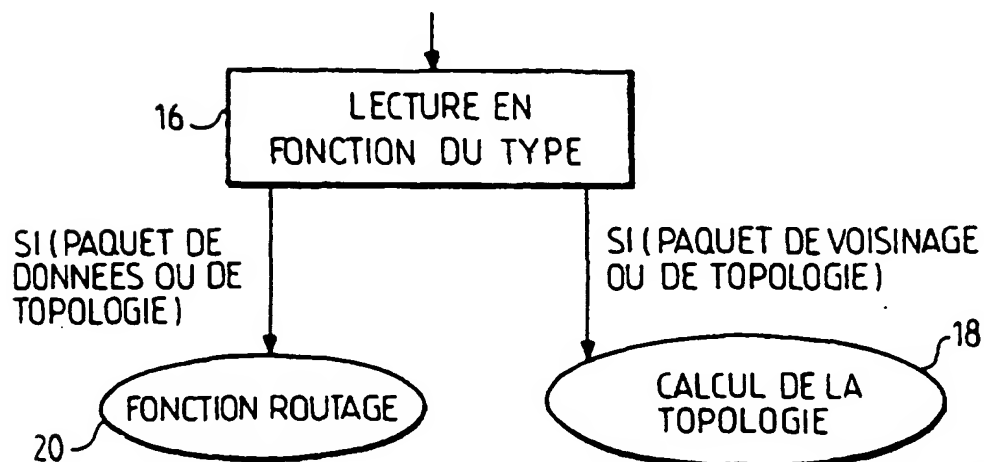 16
LECTURE EN
FONCTION DU TYPE
SI (PAQUET DE
DONNEES OU DE
TOPOLOGIE)
SI (PAQUET DE VOISINAGE
OU DE TOPOLOGIE)
18
FONCTION ROUTAGE
CALCUL DE LA
TOPOLOGIE
20